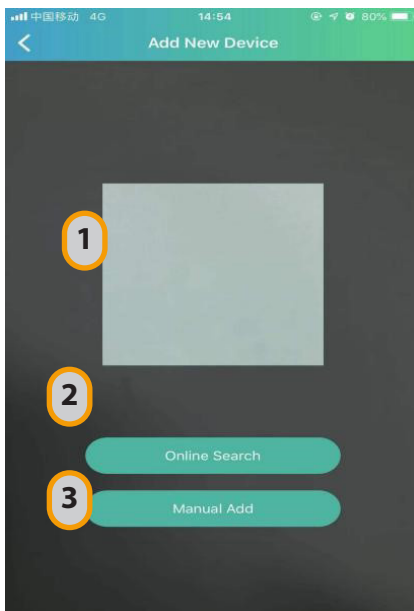 中国移动 4G 14:54 80%
Add New Device
1
2
Online Search
3
Manual Add